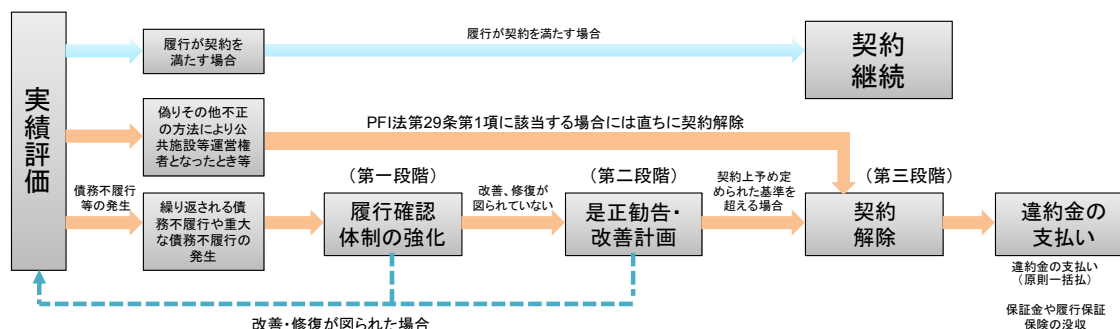 実績評価
履行が契約を
満たす場合
履行が契約を満たす場合
契約
継続
偽りその他不正
の方法により公
共施設等運営権
者となったとき等
PFI法第29条第1項に該当する場合には直ちに契約解除
債務不履行
等の発生
繰り返される債
務不履行や重大
な債務不履行の
発生
(第一段階)
履行確認
体制の強化
改善、修復が
図られていない
(第二段階)
是正勧告・
改善計画
契約上予め定
められた基準を
超える場合
(第三段階)
契約
解除
違約金の
支払い
違約金の支払い
(原則一括払)
保証金や履行保証
保険の没収
改善・修復が図られた場合